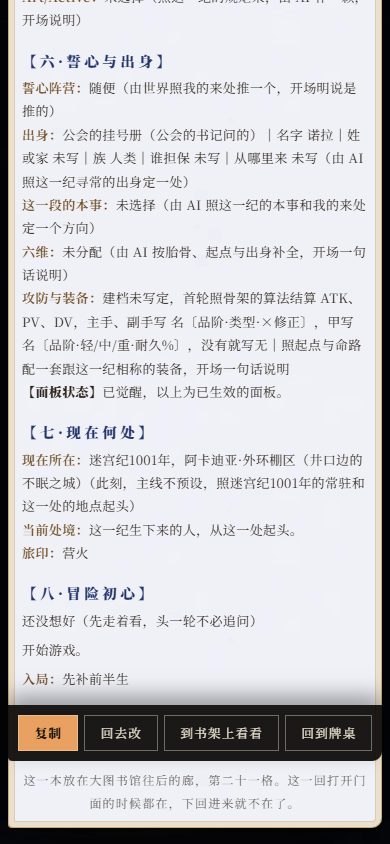 开场说明）
【六·誓心与出身】
誓心阵营：随便（由世界照我的来处推一个，开场明说是
推的）
出身：公会的挂号册（公会的书记问的）｜名字 诺拉｜姓
或家 未写｜族 人类｜谁担保 未写｜从哪里来 未写（由 AI
照这一纪寻常的出身定一处）
这一段的本事：未选择（由 AI 照这一纪的本事和我的来处
定一个方向）
六维：未分配（由 AI 按胎骨、起点与出身补全，开场一句
话说明）
攻防与装备：建档未写定，首轮照骨架的算法结算 ATK、
PV、DV，主手、副手写 名〔品阶·类型·×修正〕，甲写
名〔品阶·轻/中/重·耐久%〕，没有就写无｜照起点与命路
配一套跟这一纪相称的装备，开场一句话说明
【面板状态】已觉醒，以上为已生效的面板。
【七·现在何处】
现在所在：迷宫纪1001年，阿卡迪亚·外环棚区（井口边的
不眠之城）（此刻，主线不预设，照迷宫纪1001年的常驻和
这一处的地点起头）
当前处境：这一纪生下来的人，从这一处起头。
旅印：营火
【八·冒险初心】
还没想好（先走着看，头一轮不必追问）
开始游戏。
入局：先补前半生
复制 回去改 到书架上看看 回到牌桌
这一本放在大图书馆往后的廊，第二十一格。这一回打开门
面的时候都在，下回进来就不在了。